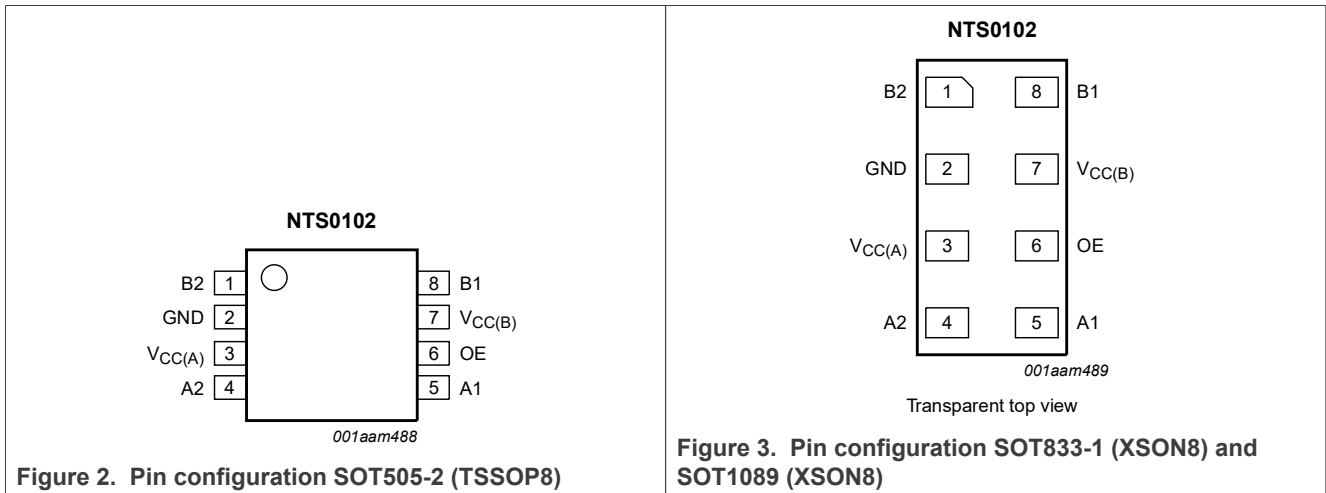 NTS0102
B2 1 8 B1
GND 2 7 VCC(B)
VCC(A) 3 6 OE
A2 4 5 A1
001aam488
Figure 2. Pin configuration SOT505-2 (TSSOP8)
NTS0102
B2 1 8 B1
GND 2 7 VCC(B)
VCC(A) 3 6 OE
A2 4 5 A1
001aam489
Transparent top view
Figure 3. Pin configuration SOT833-1 (XSON8) and
SOT1089 (XSON8)